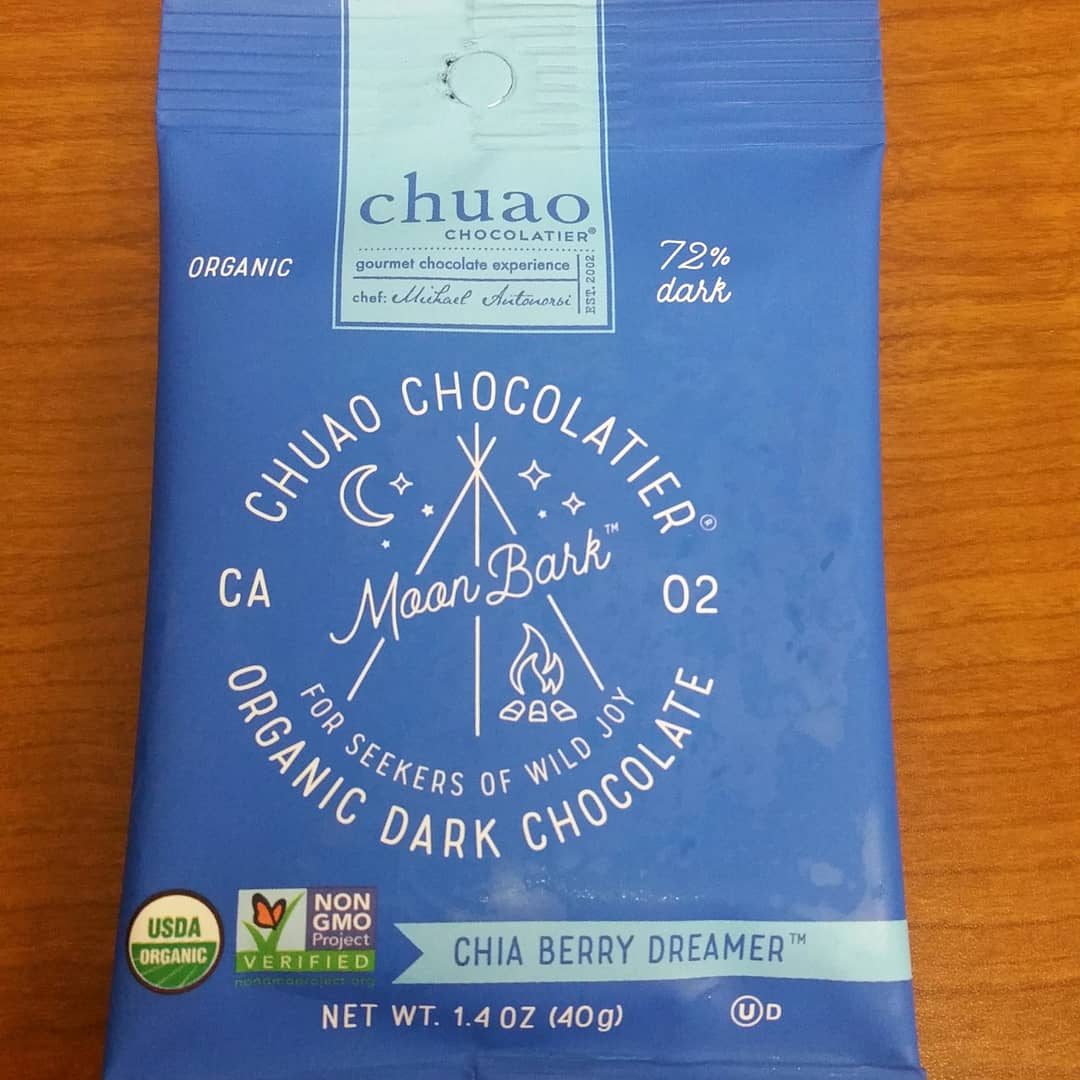 chuao
CHOCOLATIER®
gourmet chocolate experience
chef: Michael Antonorsi
EST. 2002
ORGANIC
72%
dark
CHUAO CHOCOLATIER®
Moon Bark™
CA
02
FOR SEEKERS OF WILD JOY
ORGANIC DARK CHOCOLATE
USDA
ORGANIC
NON
GMO
Project
VERIFIED
nongmoproject.org
CHIA BERRY DREAMER™
NET WT. 1.4 OZ (40g)
U D